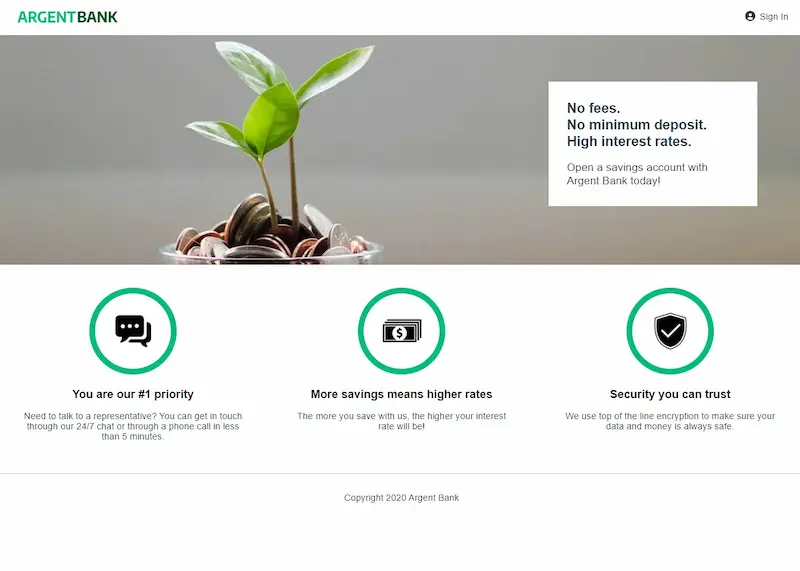 ARGENTBANK
Sign In
No fees.
No minimum deposit.
High interest rates.
Open a savings account with
Argent Bank today!
$
You are our #1 priority
Need to talk to a representative? You can get in touch
through our 24/7 chat or through a phone call in less
than 5 minutes.
More savings means higher rates
The more you save with us, the higher your interest
rate will be!
Security you can trust
We use top of the line encryption to make sure your
data and money is always safe.
Copyright 2020 Argent Bank